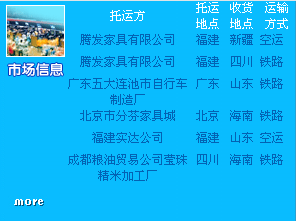 托运方 托运地点 收货地点 运输方式
腾发家具有限公司 福建 新疆 空运
腾发家具有限公司 福建 四川 铁路
市场信息
广东五大连池市自行车 广东 山东 铁路
制造厂
北京市分芬家具城 北京 海南 铁路
福建实达公司 福建 山东 空运
成都粮油贸易公司莹珠 四川 海南 铁路
精米加工厂
more